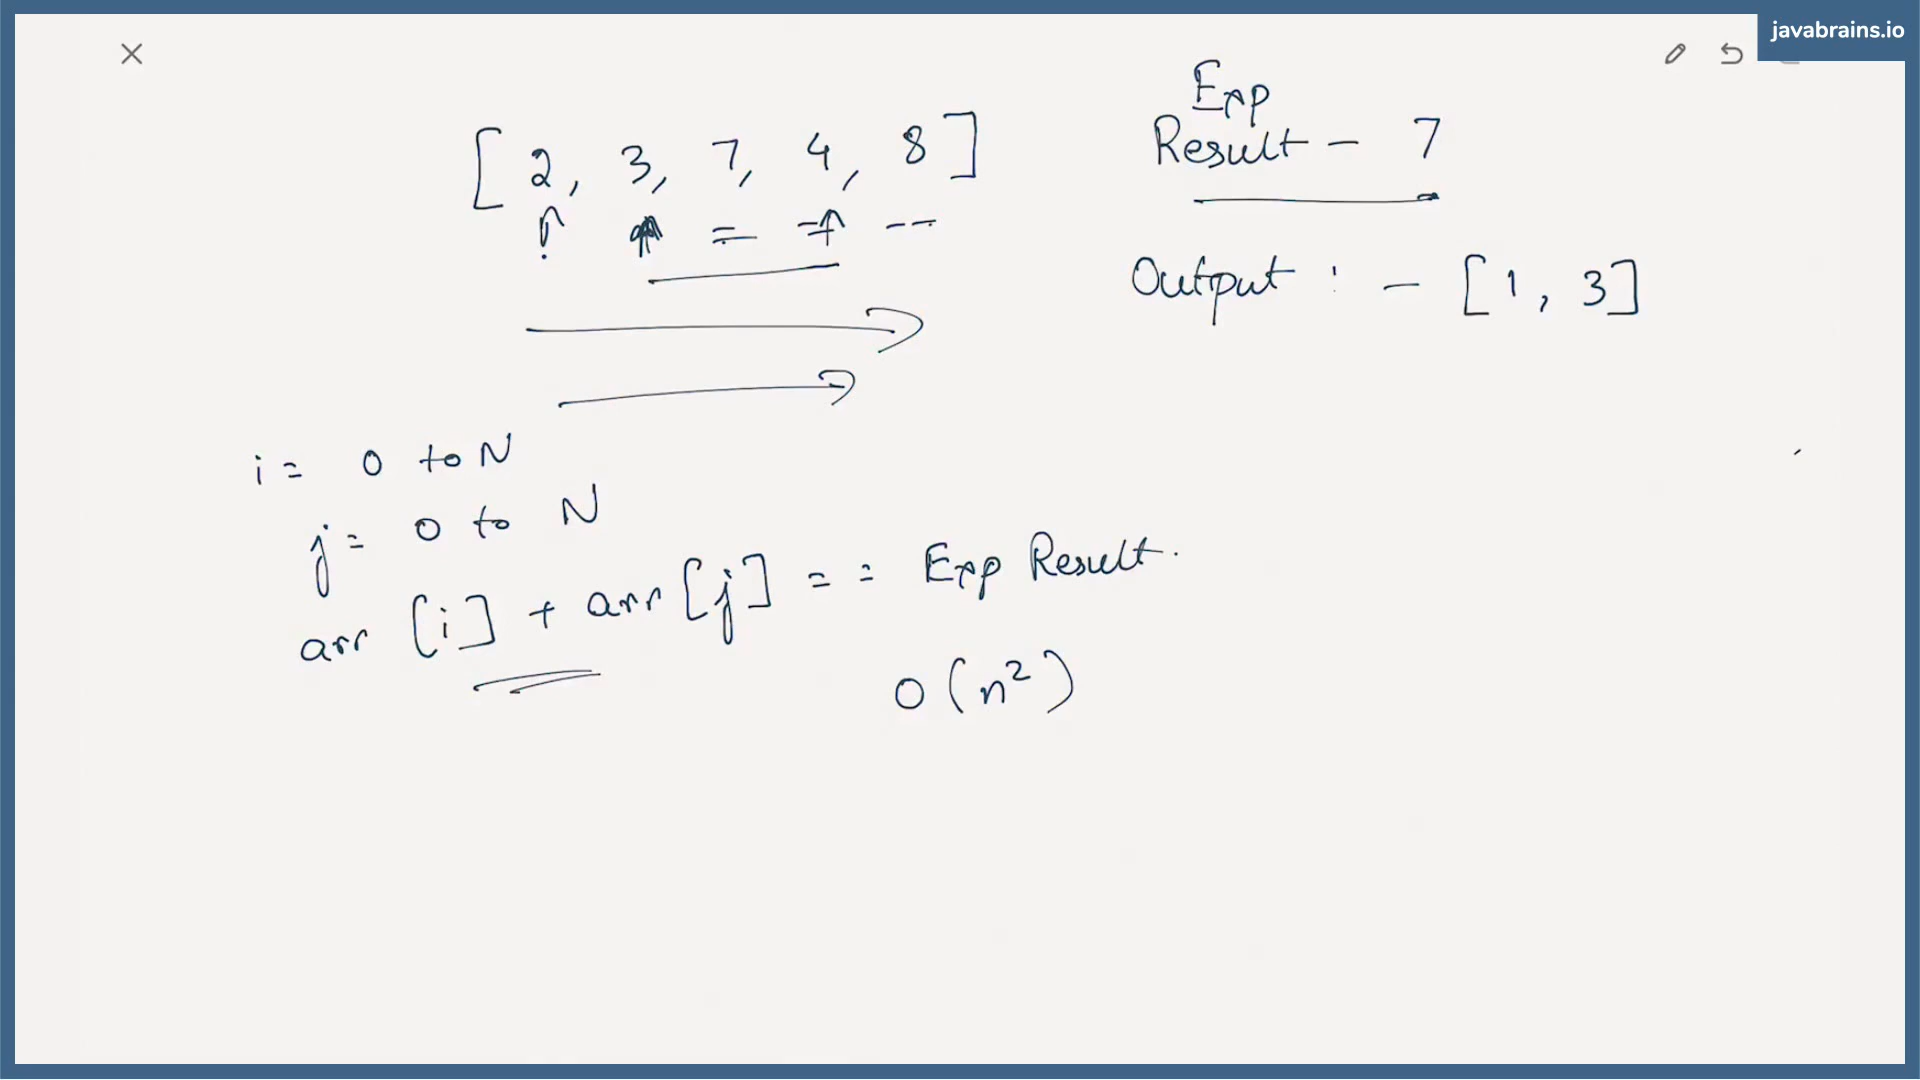 javabrains.io
[2, 3, 7, 4, 8]
Exp
Result - 7
Output : - [1, 3]
i = 0 to N
j = 0 to N
arr [i] + arr [j] == Exp Result.
O(n²)